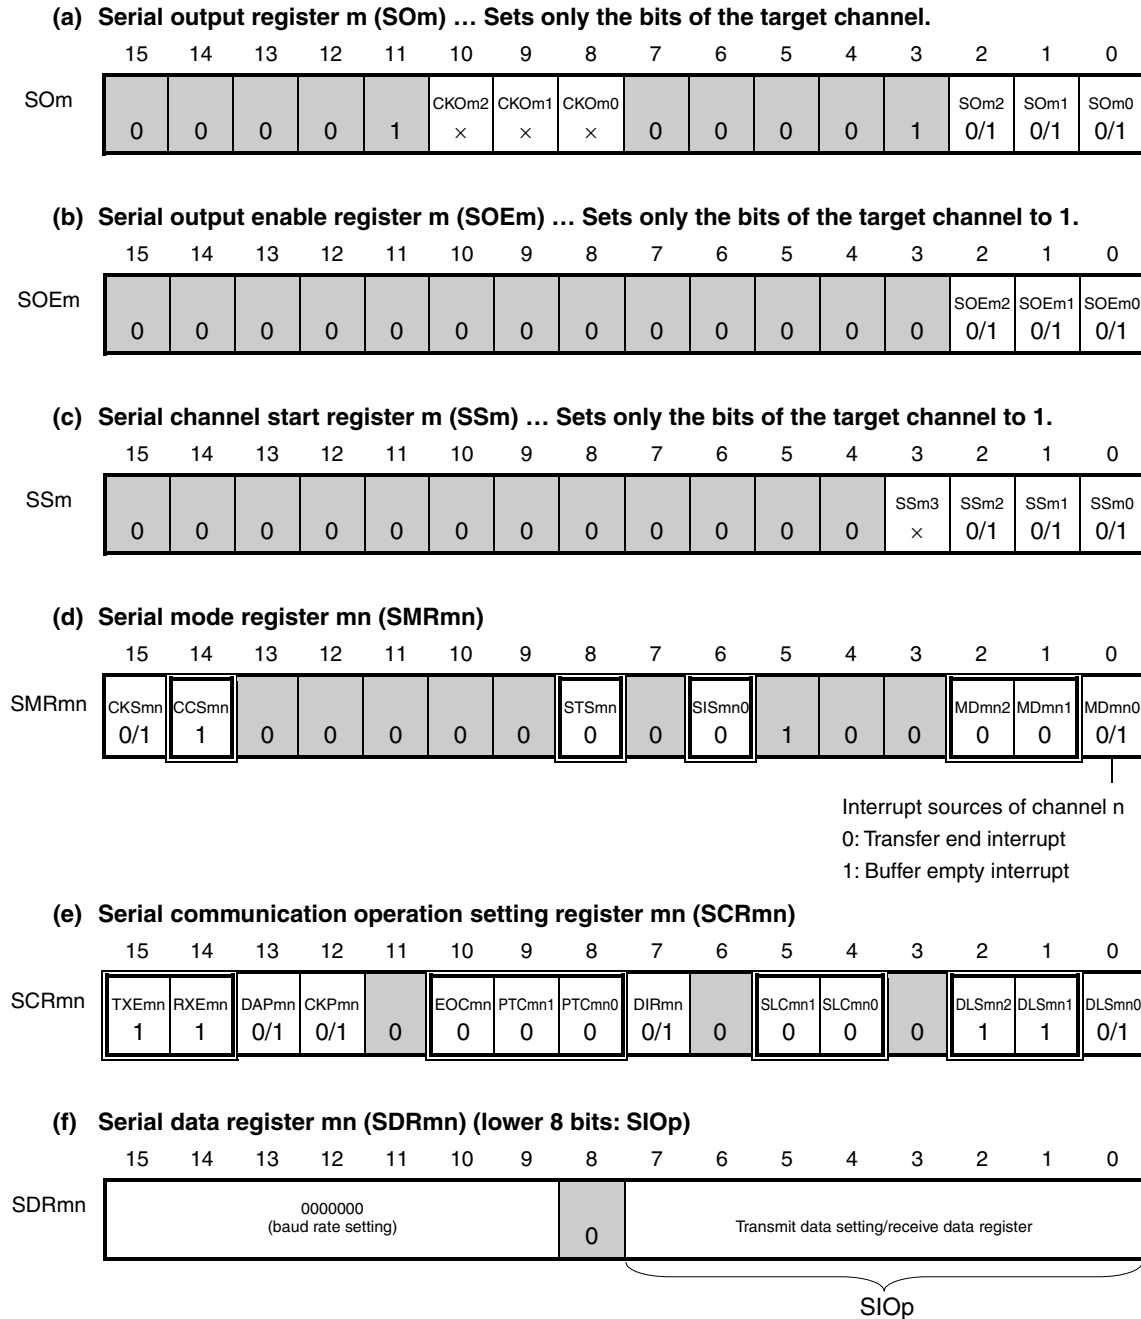 (a) Serial output register m (SOm) … Sets only the bits of the target channel.
15 14 13 12 11 10 9 8 7 6 5 4 3 2 1 0
SOm
CKOm2 CKOm1 CKOm0 SOm2 SOm1 SOm0
0 0 0 0 1 × × × 0 0 0 0 1 0/1 0/1 0/1
(b) Serial output enable register m (SOEm) … Sets only the bits of the target channel to 1.
15 14 13 12 11 10 9 8 7 6 5 4 3 2 1 0
SOEm
SOEm2 SOEm1 SOEm0
0 0 0 0 0 0 0 0 0 0 0 0 0 0/1 0/1 0/1
(c) Serial channel start register m (SSm) … Sets only the bits of the target channel to 1.
15 14 13 12 11 10 9 8 7 6 5 4 3 2 1 0
SSm
SSm3 SSm2 SSm1 SSm0
0 0 0 0 0 0 0 0 0 0 0 0 × 0/1 0/1 0/1
(d) Serial mode register mn (SMRmn)
15 14 13 12 11 10 9 8 7 6 5 4 3 2 1 0
SMRmn
CKSmn CCSmn STSmn SISmn0 MDmn2 MDmn1 MDmn0
0/1 1 0 0 0 0 0 0 0 0 1 0 0 0 0 0/1
Interrupt sources of channel n
0: Transfer end interrupt
1: Buffer empty interrupt
(e) Serial communication operation setting register mn (SCRmn)
15 14 13 12 11 10 9 8 7 6 5 4 3 2 1 0
SCRmn
TXEmn RXEmn DAPmn CKPmn EOCmn PTCmn1 PTCmn0 DIRmn SLCmn1 SLCmn0 DLSmn2 DLSmn1 DLSmn0
1 1 0/1 0/1 0 0 0 0 0/1 0 0 0 0 1 1 0/1
(f) Serial data register mn (SDRmn) (lower 8 bits: SIOp)
15 14 13 12 11 10 9 8 7 6 5 4 3 2 1 0
SDRmn
0000000
(baud rate setting)
0
Transmit data setting/receive data register
SIOp